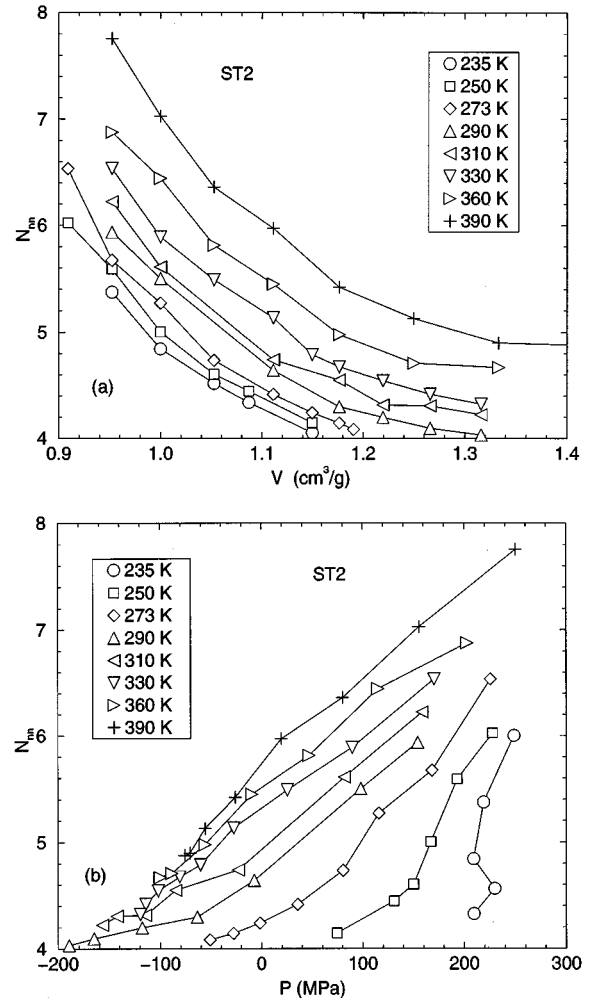 8
7
6
5
4
N_nn
ST2
235 K
250 K
273 K
290 K
310 K
330 K
360 K
390 K
(a)
0.9 1.0 1.1 1.2 1.3 1.4
V (cm³/g)
8
7
6
5
4
N_nn
ST2
235 K
250 K
273 K
290 K
310 K
330 K
360 K
390 K
(b)
−200 −100 0 100 200 300
P (MPa)